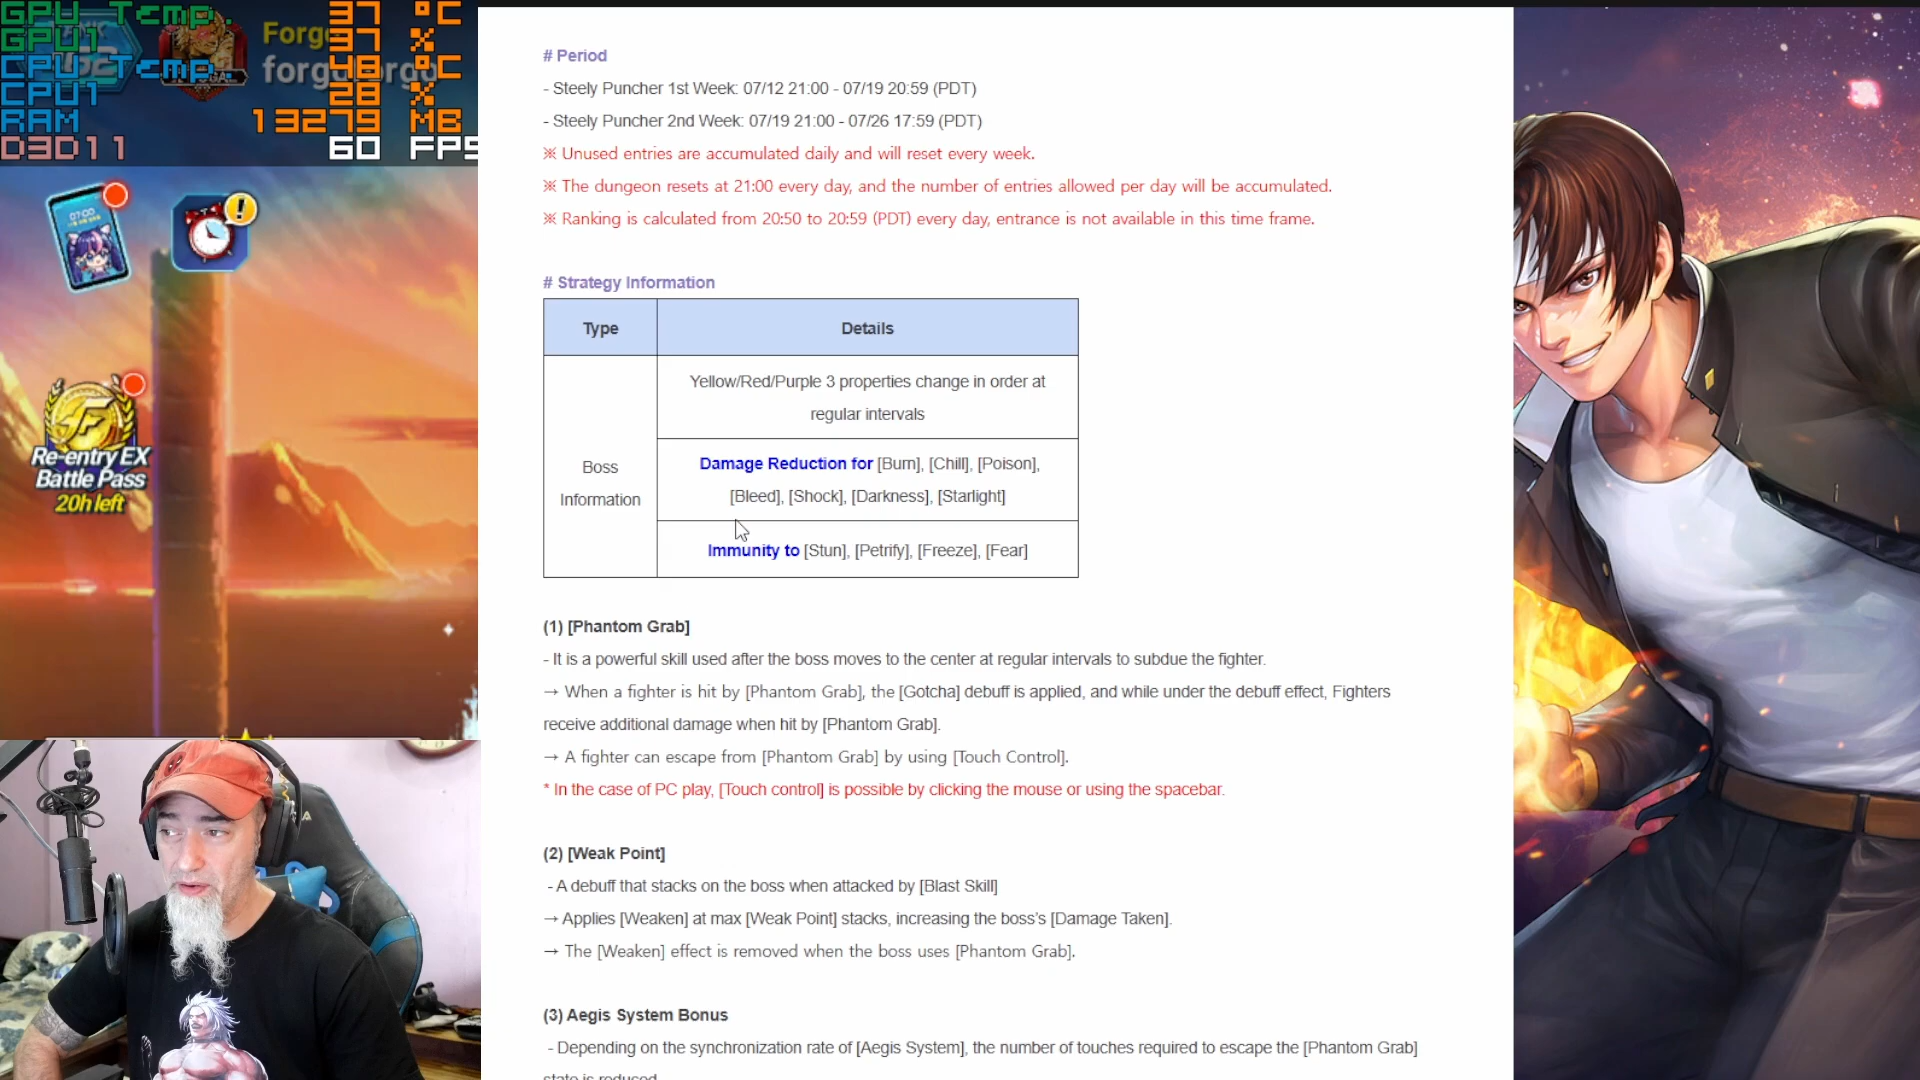 GPU Temp. 37 °C
GPU1 37 %
CPU Temp. 48 °C
CPU1 28 %
RAM 13279 MB
D3D11 60 FPS
Re-entry EX
Battle Pass
20h left
# Period
- Steely Puncher 1st Week: 07/12 21:00 - 07/19 20:59 (PDT)
- Steely Puncher 2nd Week: 07/19 21:00 - 07/26 17:59 (PDT)
※ Unused entries are accumulated daily and will reset every week.
※ The dungeon resets at 21:00 every day, and the number of entries allowed per day will be accumulated.
※ Ranking is calculated from 20:50 to 20:59 (PDT) every day, entrance is not available in this time frame.
# Strategy Information
Type Details
Boss
Information
Yellow/Red/Purple 3 properties change in order at
regular intervals
Damage Reduction for [Burn], [Chill], [Poison],
[Bleed], [Shock], [Darkness], [Starlight]
Immunity to [Stun], [Petrify], [Freeze], [Fear]
(1) [Phantom Grab]
- It is a powerful skill used after the boss moves to the center at regular intervals to subdue the fighter.
→ When a fighter is hit by [Phantom Grab], the [Gotcha] debuff is applied, and while under the debuff effect, Fighters
receive additional damage when hit by [Phantom Grab].
→ A fighter can escape from [Phantom Grab] by using [Touch Control].
* In the case of PC play, [Touch control] is possible by clicking the mouse or using the spacebar.
(2) [Weak Point]
- A debuff that stacks on the boss when attacked by [Blast Skill]
→ Applies [Weaken] at max [Weak Point] stacks, increasing the boss's [Damage Taken].
→ The [Weaken] effect is removed when the boss uses [Phantom Grab].
(3) Aegis System Bonus
- Depending on the synchronization rate of [Aegis System], the number of touches required to escape the [Phantom Grab]
state is reduced